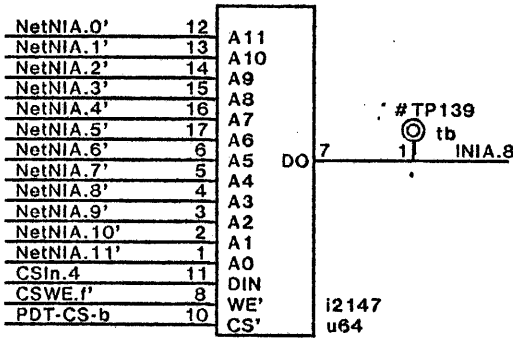 NetNIA.0' 12 A11
NetNIA.1' 13 A10
NetNIA.2' 14 A9
NetNIA.3' 15 A8
NetNIA.4' 16 A7
NetNIA.5' 17 A6
NetNIA.6' 6 A5 DO 7 1 INIA.8
NetNIA.7' 5 A4
NetNIA.8' 4 A3
NetNIA.9' 3 A2
NetNIA.10' 2 A1
NetNIA.11' 1 A0
CSIn.4 11 DIN
CSWE.f' 8 WE'
PDT-CS-b 10 CS'
#TP139
tb
i2147
u64